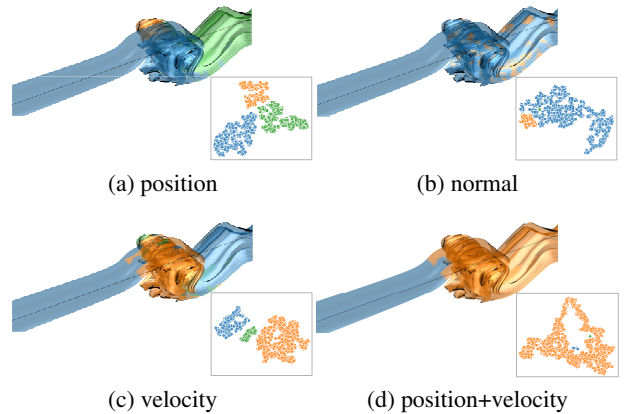 (a) position
(b) normal
(c) velocity
(d) position+velocity